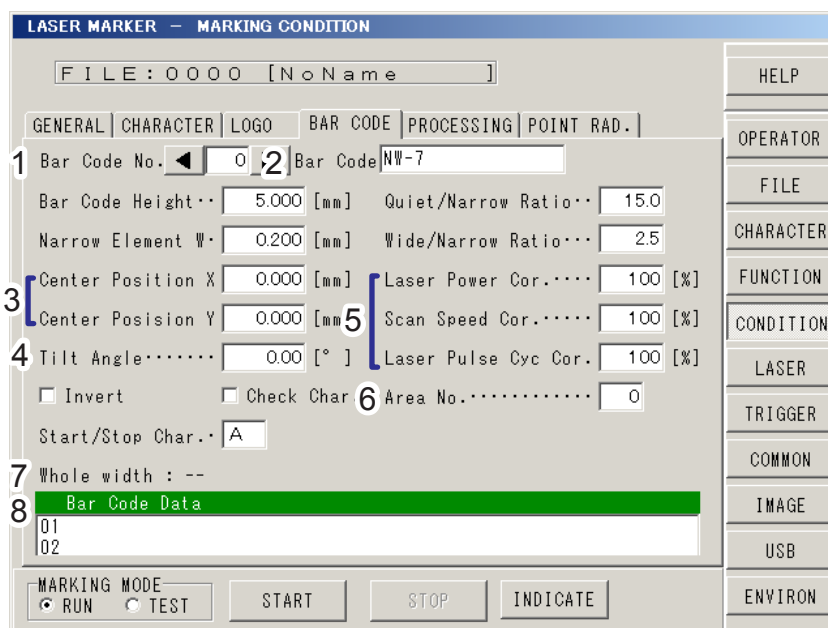 LASER MARKER － MARKING CONDITION
FILE:0000 [NoName ]
HELP
GENERAL CHARACTER LOGO BAR CODE PROCESSING POINT RAD.
OPERATOR
1 Bar Code No. ◀ 0 2 Bar Code NW-7
FILE
Bar Code Height·· 5.000 [mm] Quiet/Narrow Ratio·· 15.0
CHARACTER
Narrow Element W· 0.200 [mm] Wide/Narrow Ratio··· 2.5
FUNCTION
3 Center Position X 0.000 [mm] 5 Laser Power Cor.···· 100 [%]
Center Posision Y 0.000 [mm Scan Speed Cor.····· 100 [%]
CONDITION
4 Tilt Angle······· 0.00 [° ] Laser Pulse Cyc Cor. 100 [%]
LASER
Invert Check Char. 6 Area No.············ 0
TRIGGER
Start/Stop Char.· A
COMMON
7 Whole width : --
8 Bar Code Data
IMAGE
01
02
USB
MARKING MODE
RUN TEST START STOP INDICATE
ENVIRON